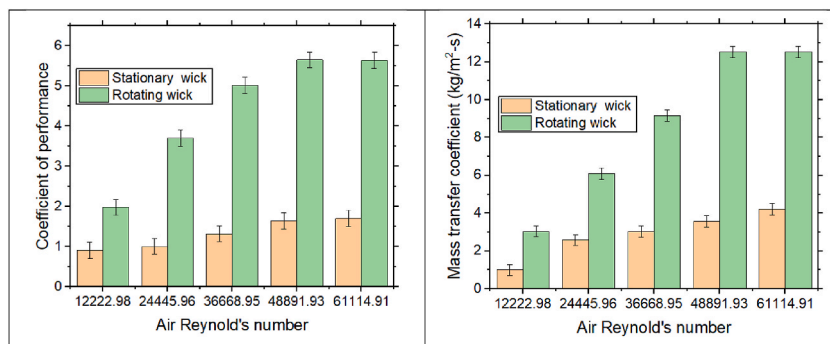 6
5
4
3
2
1
0
Coefficient of performance
Stationary wick
Rotating wick
12222.98 24445.96 36668.95 48891.93 61114.91
Air Reynold's number
14
12
10
8
6
4
2
0
Mass transfer coefficient (kg/m²-s)
Stationary wick
Rotating wick
12222.98 24445.96 36668.95 48891.93 61114.91
Air Reynold's number